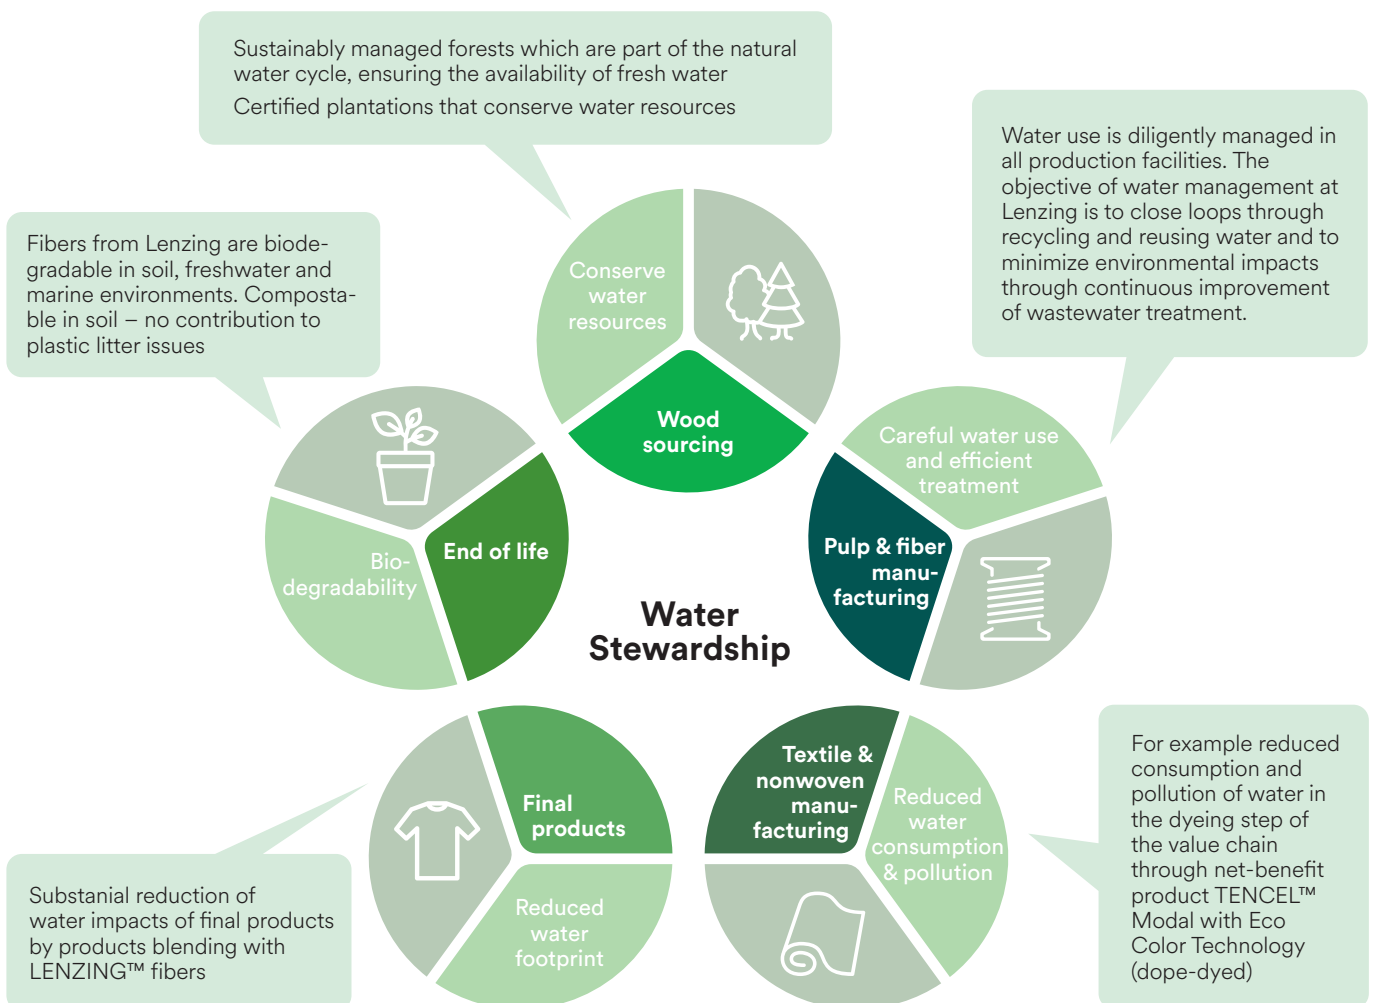 Sustainably managed forests which are part of the natural
water cycle, ensuring the availability of fresh water
Certified plantations that conserve water resources
Water use is diligently managed in
all production facilities. The
objective of water management at
Lenzing is to close loops through
recycling and reusing water and to
minimize environmental impacts
through continuous improvement
of wastewater treatment.
Fibers from Lenzing are biode-
gradable in soil, freshwater and
marine environments. Composta-
ble in soil – no contribution to
plastic litter issues
Conserve
water
resources
Wood
sourcing
Careful water use
and efficient
treatment
Pulp & fiber
manu-
facturing
End of life
Bio-
degradability
Water
Stewardship
Final
products
Reduced
water
footprint
Textile &
nonwoven
manu-
facturing
Reduced
water
consumption
& pollution
For example reduced
consumption and
pollution of water in
the dyeing step of
the value chain
through net-benefit
product TENCEL™
Modal with Eco
Color Technology
(dope-dyed)
Substanial reduction of
water impacts of final products
by products blending with
LENZING™ fibers